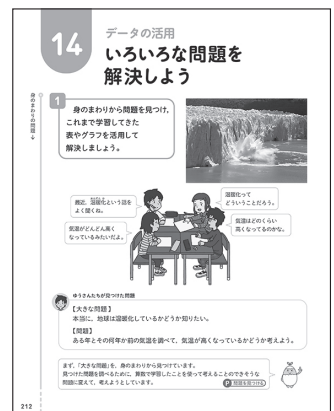 14
データの活用
いろいろな問題を
解決しよう
身のまわりの問題↓
1
身のまわりから問題を見つけ,
これまで学習してきた
表やグラフを活用して
解決しましょう。
最近,温暖化という話を
よく聞くね。
おんだんか
温暖化って
どういうことだろう。
気温がどんどん高く
なっているみたいだよ。
気温はどのくらい
高くなってるのかな。
ゆうさんたちが見つけた問題
【大きな問題】
本当に,地球は温暖化しているかどうか知りたい。
【問題】
ある年とその何年か前の気温を調べて,気温が高くなっているかどうか考えよう。
まず,「大きな問題」を,身のまわりから見つけています。
見つけた問題を調べるために,算数で学習したことを使って考えることのできそうな
問題に変えて,考えようとしています。
P 問題を見つける
212